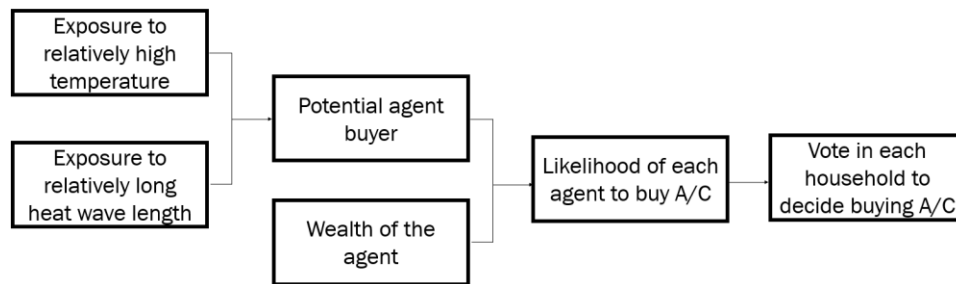 Exposure to
relatively high
temperature
Exposure to
relatively long
heat wave length
Potential agent
buyer
Wealth of the
agent
Likelihood of each
agent to buy A/C
Vote in each
household to
decide buying A/C